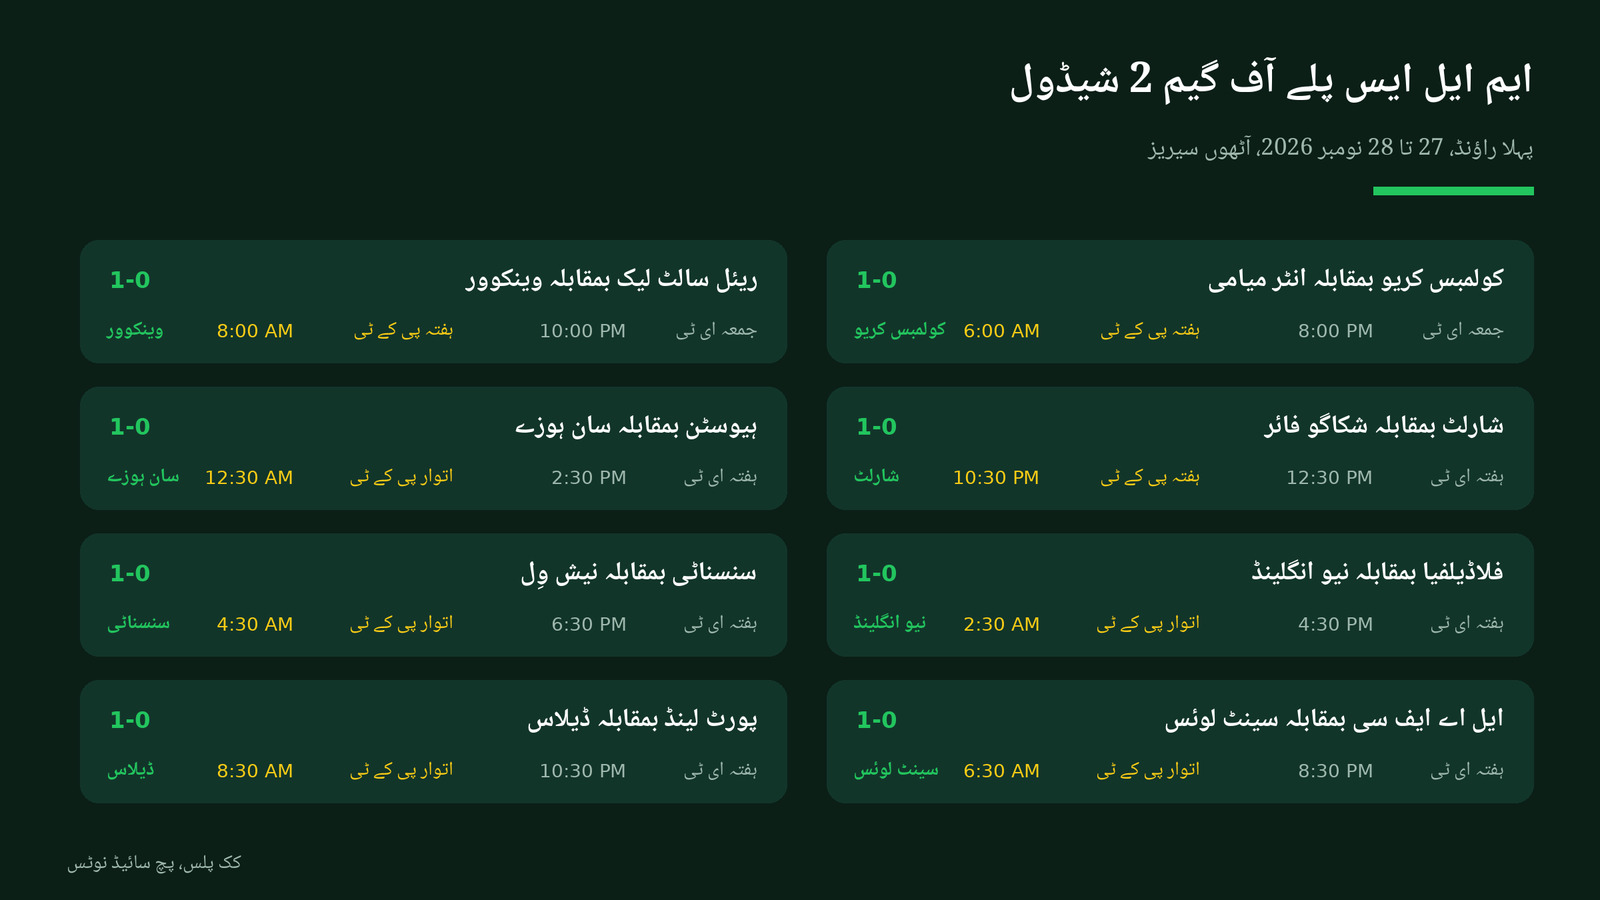 ایم ایل ایس پلے آف گیم 2 شیڈول
پہلا راؤنڈ، 27 تا 28 نومبر 2026، آٹھوں سیریز
کولمبس کریو بمقابلہ انٹر میامی 1-0
جمعہ ای ٹی 8:00 PM ہفتہ پی کے ٹی 6:00 AM کولمبس کریو
ریئل سالٹ لیک بمقابلہ وینکوور 1-0
جمعہ ای ٹی 10:00 PM ہفتہ پی کے ٹی 8:00 AM وینکوور
شارلٹ بمقابلہ شکاگو فائر 1-0
ہفتہ ای ٹی 12:30 PM ہفتہ پی کے ٹی 10:30 PM شارلٹ
ہیوسٹن بمقابلہ سان ہوزے 1-0
ہفتہ ای ٹی 2:30 PM اتوار پی کے ٹی 12:30 AM سان ہوزے
فلاڈیلفیا بمقابلہ نیو انگلینڈ 1-0
ہفتہ ای ٹی 4:30 PM اتوار پی کے ٹی 2:30 AM نیو انگلینڈ
سنسناٹی بمقابلہ نیش وِل 1-0
ہفتہ ای ٹی 6:30 PM اتوار پی کے ٹی 4:30 AM سنسناٹی
ایل اے ایف سی بمقابلہ سینٹ لوئس 1-0
ہفتہ ای ٹی 8:30 PM اتوار پی کے ٹی 6:30 AM سینٹ لوئس
پورٹ لینڈ بمقابلہ ڈیلاس 1-0
ہفتہ ای ٹی 10:30 PM اتوار پی کے ٹی 8:30 AM ڈیلاس
کک پلس، پچ سائیڈ نوٹس